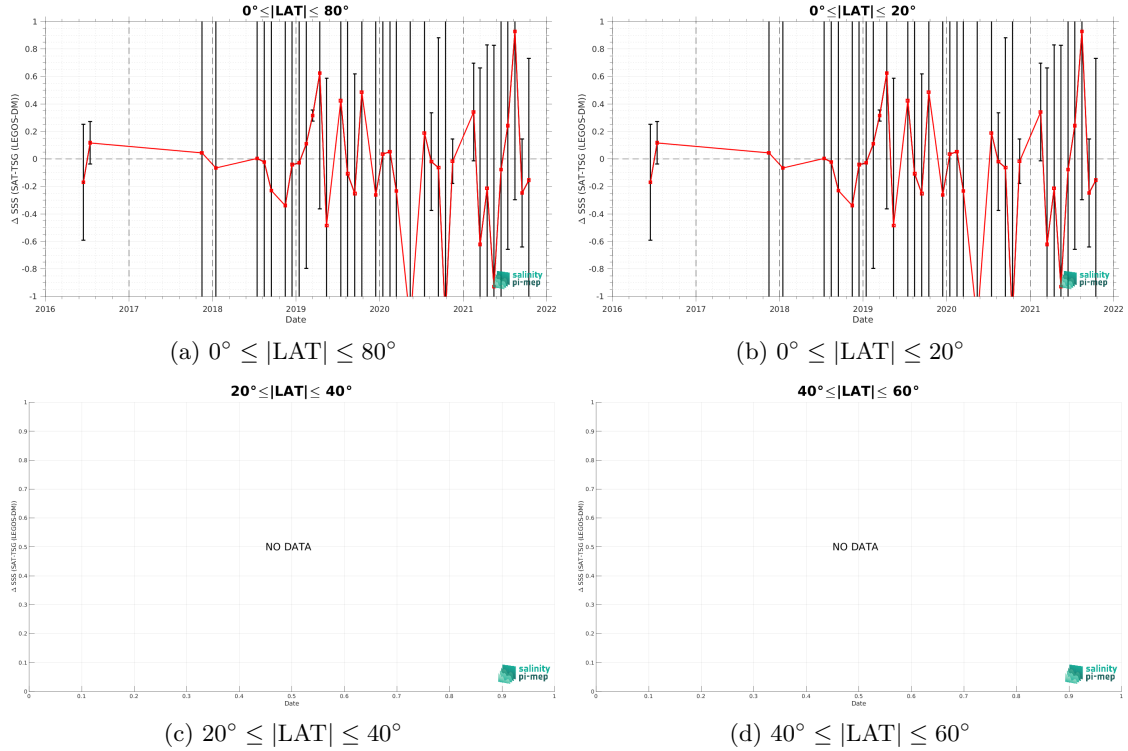 0°≤|LAT|≤ 80°
1
0.8
0.6
0.4
0.2
0
-0.2
-0.4
-0.6
-0.8
-1
Δ SSS (SAT-TSG (LEGOS-DM))
2016 2017 2018 2019 2020 2021 2022
Date
salinity
pi-mep
(a) 0° ≤ |LAT| ≤ 80°
0°≤|LAT|≤ 20°
1
0.8
0.6
0.4
0.2
0
-0.2
-0.4
-0.6
-0.8
-1
Δ SSS (SAT-TSG (LEGOS-DM))
2016 2017 2018 2019 2020 2021 2022
Date
salinity
pi-mep
(b) 0° ≤ |LAT| ≤ 20°
20°≤|LAT|≤ 40°
1
0.9
0.8
0.7
0.6
0.5
0.4
0.3
0.2
0.1
0
Δ SSS (SAT-TSG (LEGOS-DM))
NO DATA
0 0.1 0.2 0.3 0.4 0.5 0.6 0.7 0.8 0.9 1
Date
salinity
pi-mep
(c) 20° ≤ |LAT| ≤ 40°
40°≤|LAT|≤ 60°
1
0.9
0.8
0.7
0.6
0.5
0.4
0.3
0.2
0.1
0
Δ SSS (SAT-TSG (LEGOS-DM))
NO DATA
0 0.1 0.2 0.3 0.4 0.5 0.6 0.7 0.8 0.9 1
Date
salinity
pi-mep
(d) 40° ≤ |LAT| ≤ 60°